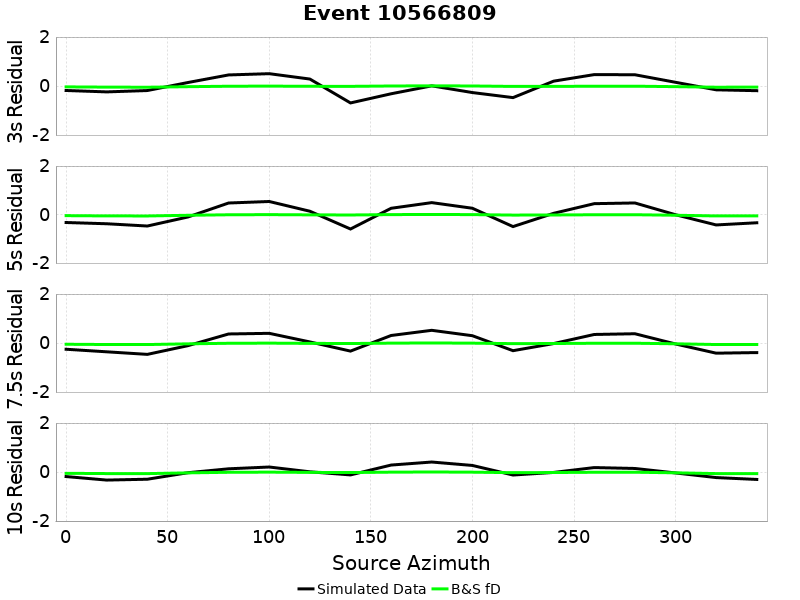 Event 10566809
3s Residual
2
0
-2
5s Residual
2
0
-2
7.5s Residual
2
0
-2
10s Residual
2
0
-2
0 50 100 150 200 250 300
Source Azimuth
Simulated Data B&S fD